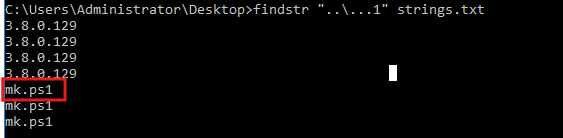 C:\Users\Administrator\Desktop>findstr "..\...1" strings.txt
3.8.0.129
3.8.0.129
3.8.0.129
3.8.0.129
mk.ps1
mk.ps1
mk.ps1